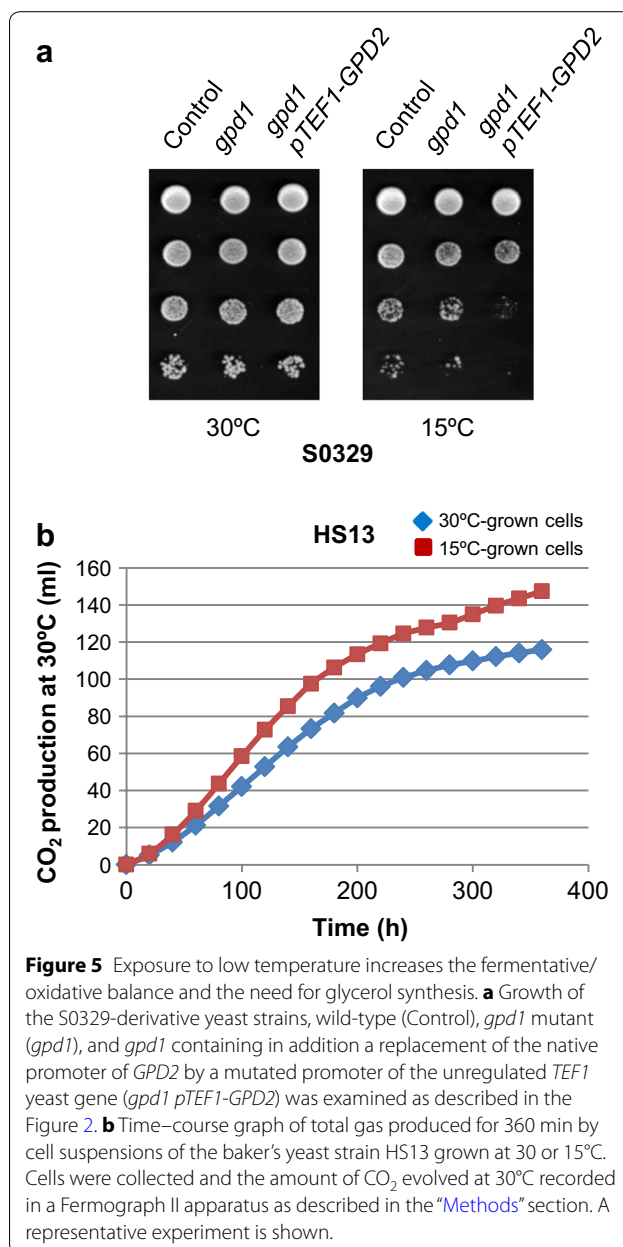 a
Control
gpd1
gpd1
pTEF1-GPD2
Control
gpd1
gpd1
pTEF1-GPD2
30ºC
15ºC
S0329
b
HS13
30ºC-grown cells
15ºC-grown cells
CO2 production at 30ºC (ml)
160
140
120
100
80
60
40
20
0
0
100
200
300
400
Time (h)
Figure 5 Exposure to low temperature increases the fermentative/
oxidative balance and the need for glycerol synthesis. a Growth of
the S0329-derivative yeast strains, wild-type (Control), gpd1 mutant
(gpd1), and gpd1 containing in addition a replacement of the native
promoter of GPD2 by a mutated promoter of the unregulated TEF1
yeast gene (gpd1 pTEF1-GPD2) was examined as described in the
Figure 2. b Time–course graph of total gas produced for 360 min by
cell suspensions of the baker's yeast strain HS13 grown at 30 or 15°C.
Cells were collected and the amount of CO2 evolved at 30°C recorded
in a Fermograph II apparatus as described in the “Methods” section. A
representative experiment is shown.